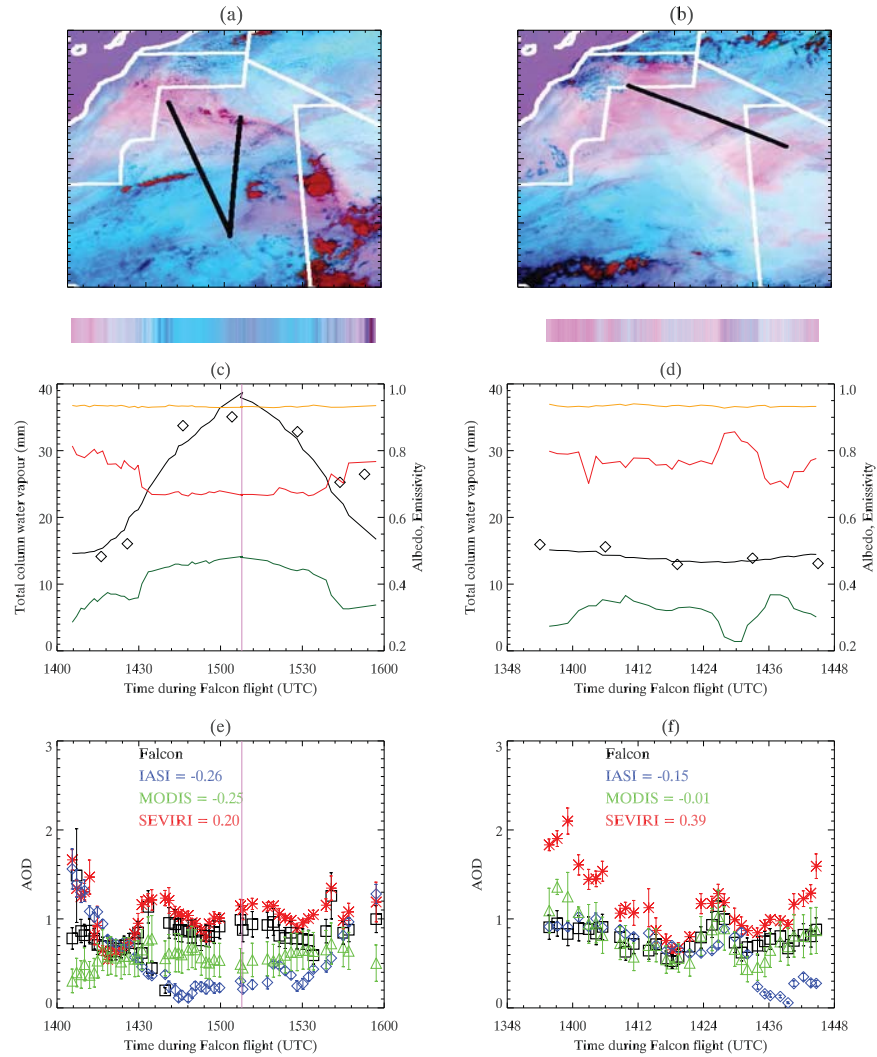 (a)
(b)
(c)
(d)
40
30
20
10
0
Total column water vapour (mm)
1.0
0.8
0.6
0.4
0.2
Albedo, Emissivity
1400
1430
1500
1530
1600
Time during Falcon flight (UTC)
40
30
20
10
0
Total column water vapour (mm)
1.0
0.8
0.6
0.4
0.2
Albedo, Emissivity
1348
1400
1412
1424
1436
1448
Time during Falcon flight (UTC)
(e)
3
2
1
0
AOD
Falcon
IASI = -0.26
MODIS = -0.25
SEVIRI = 0.20
1400
1430
1500
1530
1600
Time during Falcon flight (UTC)
(f)
3
2
1
0
AOD
Falcon
IASI = -0.15
MODIS = -0.01
SEVIRI = 0.39
1348
1400
1412
1424
1436
1448
Time during Falcon flight (UTC)